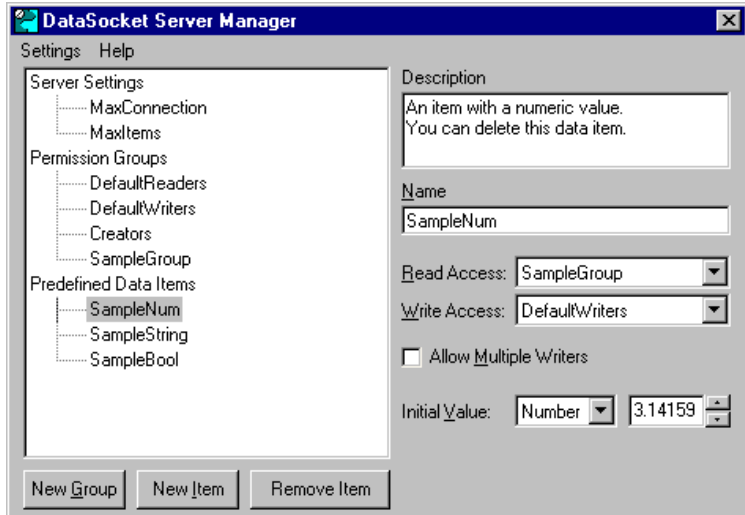 DataSocket Server Manager
Settings Help
Server Settings
MaxConnection
MaxItems
Permission Groups
DefaultReaders
DefaultWriters
Creators
SampleGroup
Predefined Data Items
SampleNum
SampleString
SampleBool
New Group New Item Remove Item
Description
An item with a numeric value.
You can delete this data item.
Name
SampleNum
Read Access: SampleGroup
Write Access: DefaultWriters
Allow Multiple Writers
Initial Value: Number 3.14159